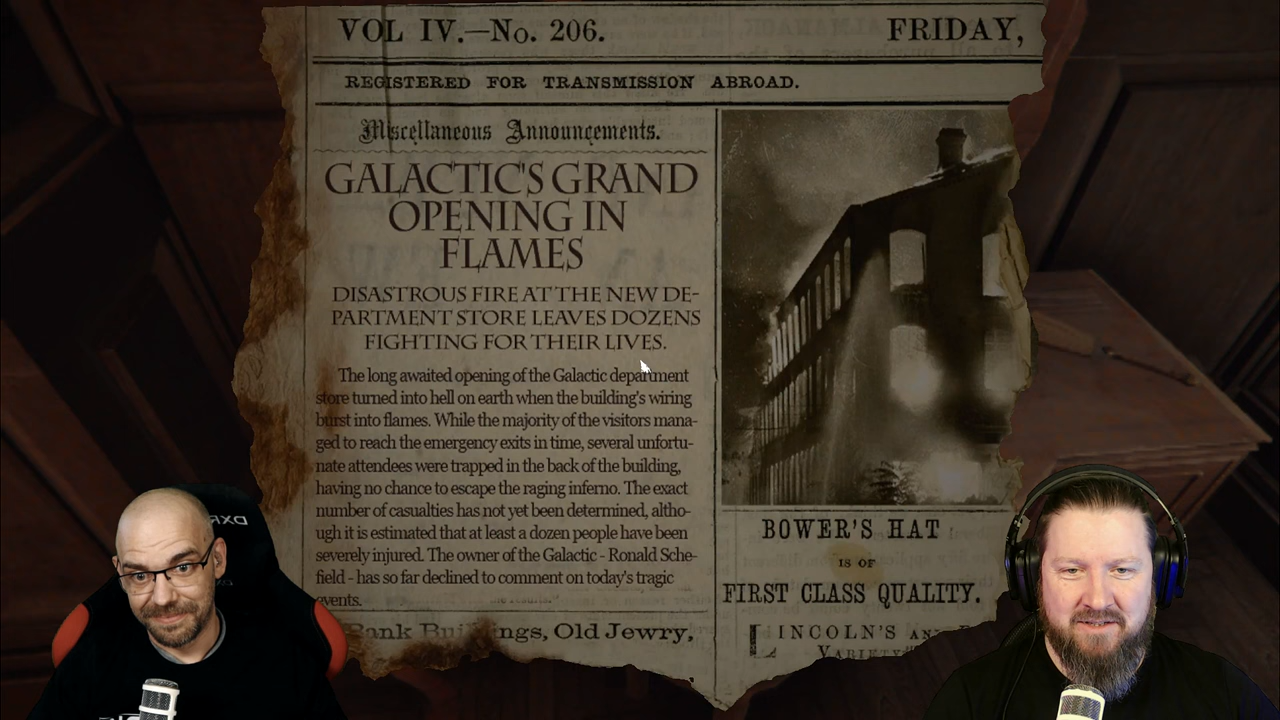 VOL IV.—No. 206.
FRIDAY,
REGISTERED FOR TRANSMISSION ABROAD.
Miscellaneous Announcements.
GALACTIC'S GRAND
OPENING IN
FLAMES
DISASTROUS FIRE AT THE NEW DE-
PARTMENT STORE LEAVES DOZENS
FIGHTING FOR THEIR LIVES.
The long awaited opening of the Galactic department
store turned into hell on earth when the building's wiring
burst into flames. While the majority of the visitors mana-
ged to reach the emergency exits in time, several unfortu-
nate attendees were trapped in the back of the building,
having no chance to escape the raging inferno. The exact
number of casualties has not yet been determined, altho-
ugh it is estimated that at least a dozen people have been
severely injured. The owner of the Galactic - Ronald Sche-
field - has so far declined to comment on today's tragic
events.
Bank Buildings, Old Jewry,
BOWER'S HAT
IS OF
FIRST CLASS QUALITY.
LINCOLN'S AND
VARIETY
DXR